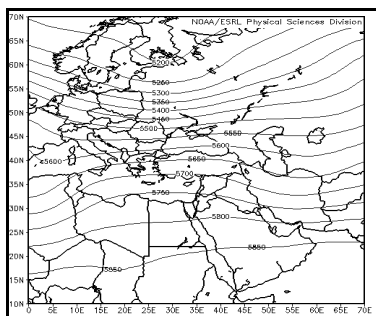 NOAA/ESRL Physical Sciences Division
70N
65N
5200
60N
55N
5250
5300
5350
50N
5400
5450
5500
5550
45N
5600
5650
40N
5600
5700
35N
5750
30N
5800
25N
5850
20N
5850
15N
10N
0
5E
10E
15E
20E
25E
30E
35E
40E
45E
50E
55E
60E
65E
70E